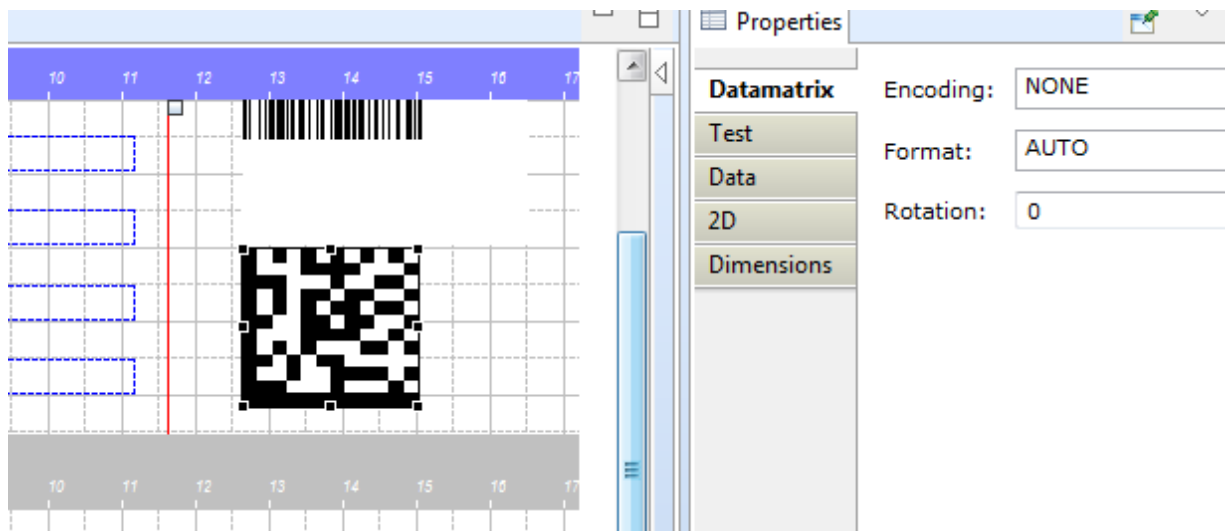 Properties
10 11 12 13 14 15 16 17
Datamatrix
Encoding: NONE
Test
Format: AUTO
Data
Rotation: 0
2D
Dimensions
10 11 12 13 14 15 16 17